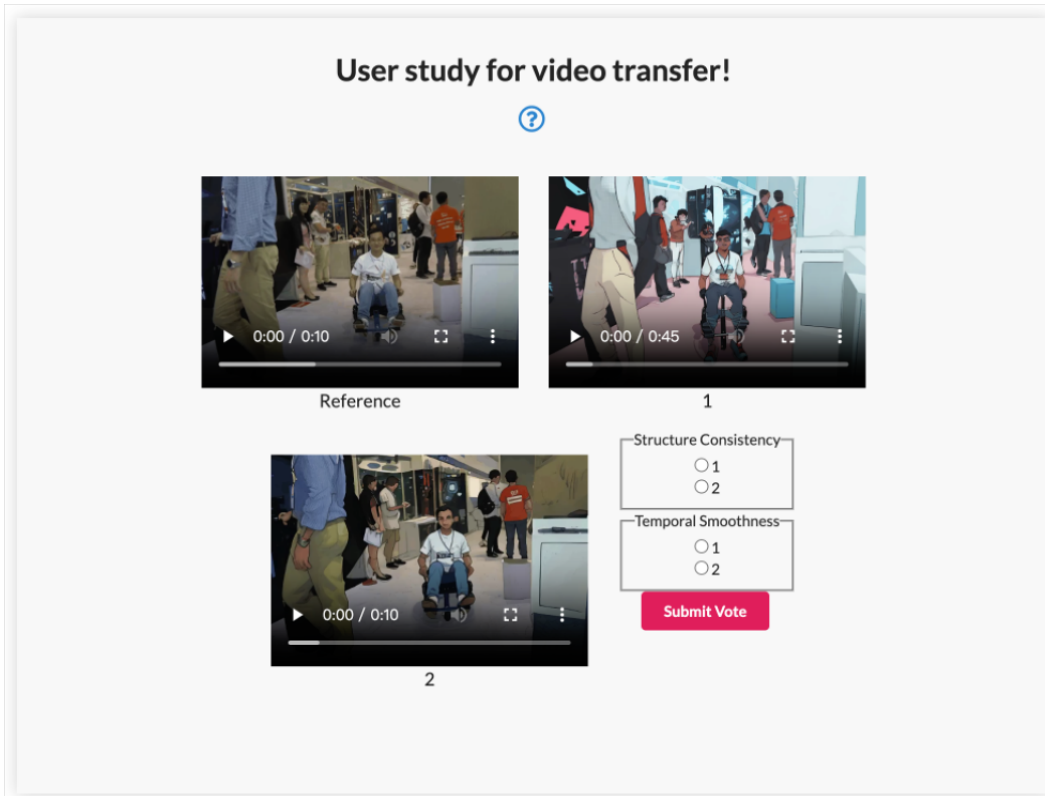 User study for video transfer!
?
0:00 / 0:10
Reference
0:00 / 0:45
1
0:00 / 0:10
2
Structure Consistency
1
2
Temporal Smoothness
1
2
Submit Vote